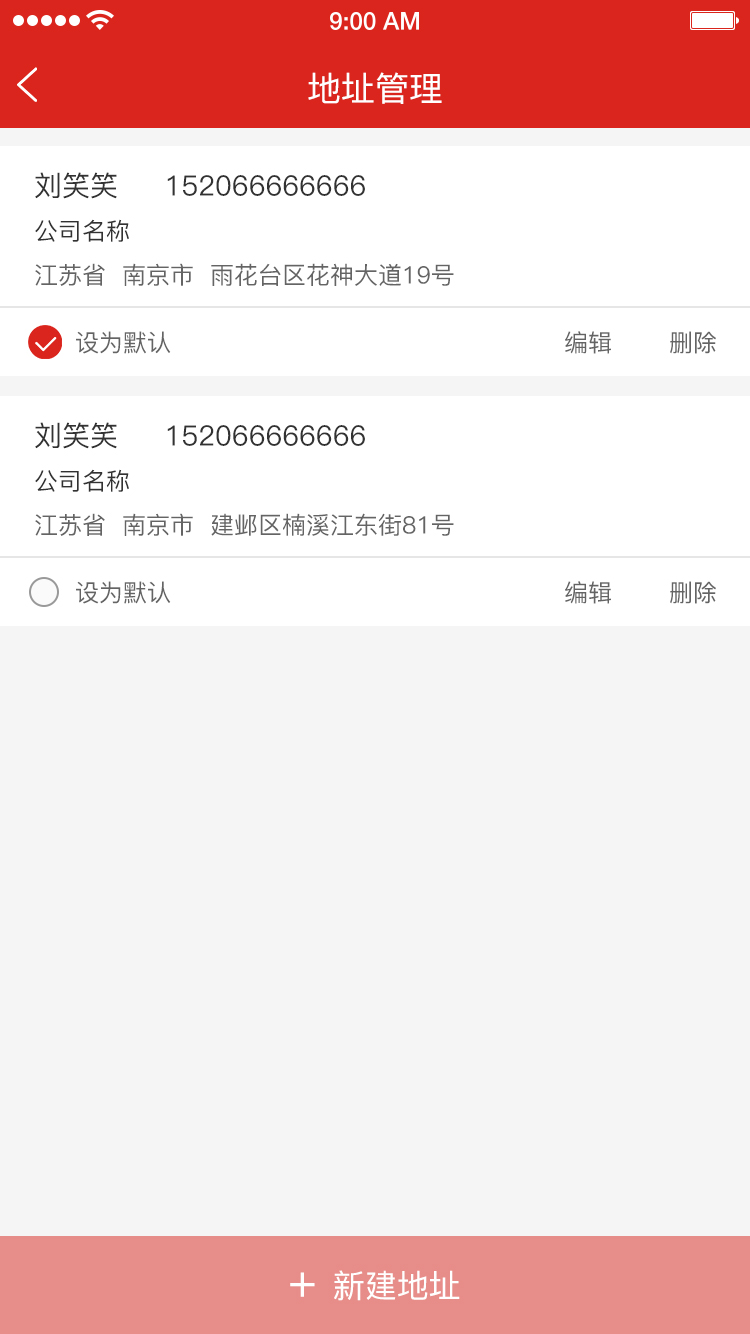 9:00 AM
地址管理
刘笑笑 152066666666
公司名称
江苏省 南京市 雨花台区花神大道19号
设为默认 编辑 删除
刘笑笑 152066666666
公司名称
江苏省 南京市 建邺区楠溪江东街81号
设为默认 编辑 删除
+ 新建地址